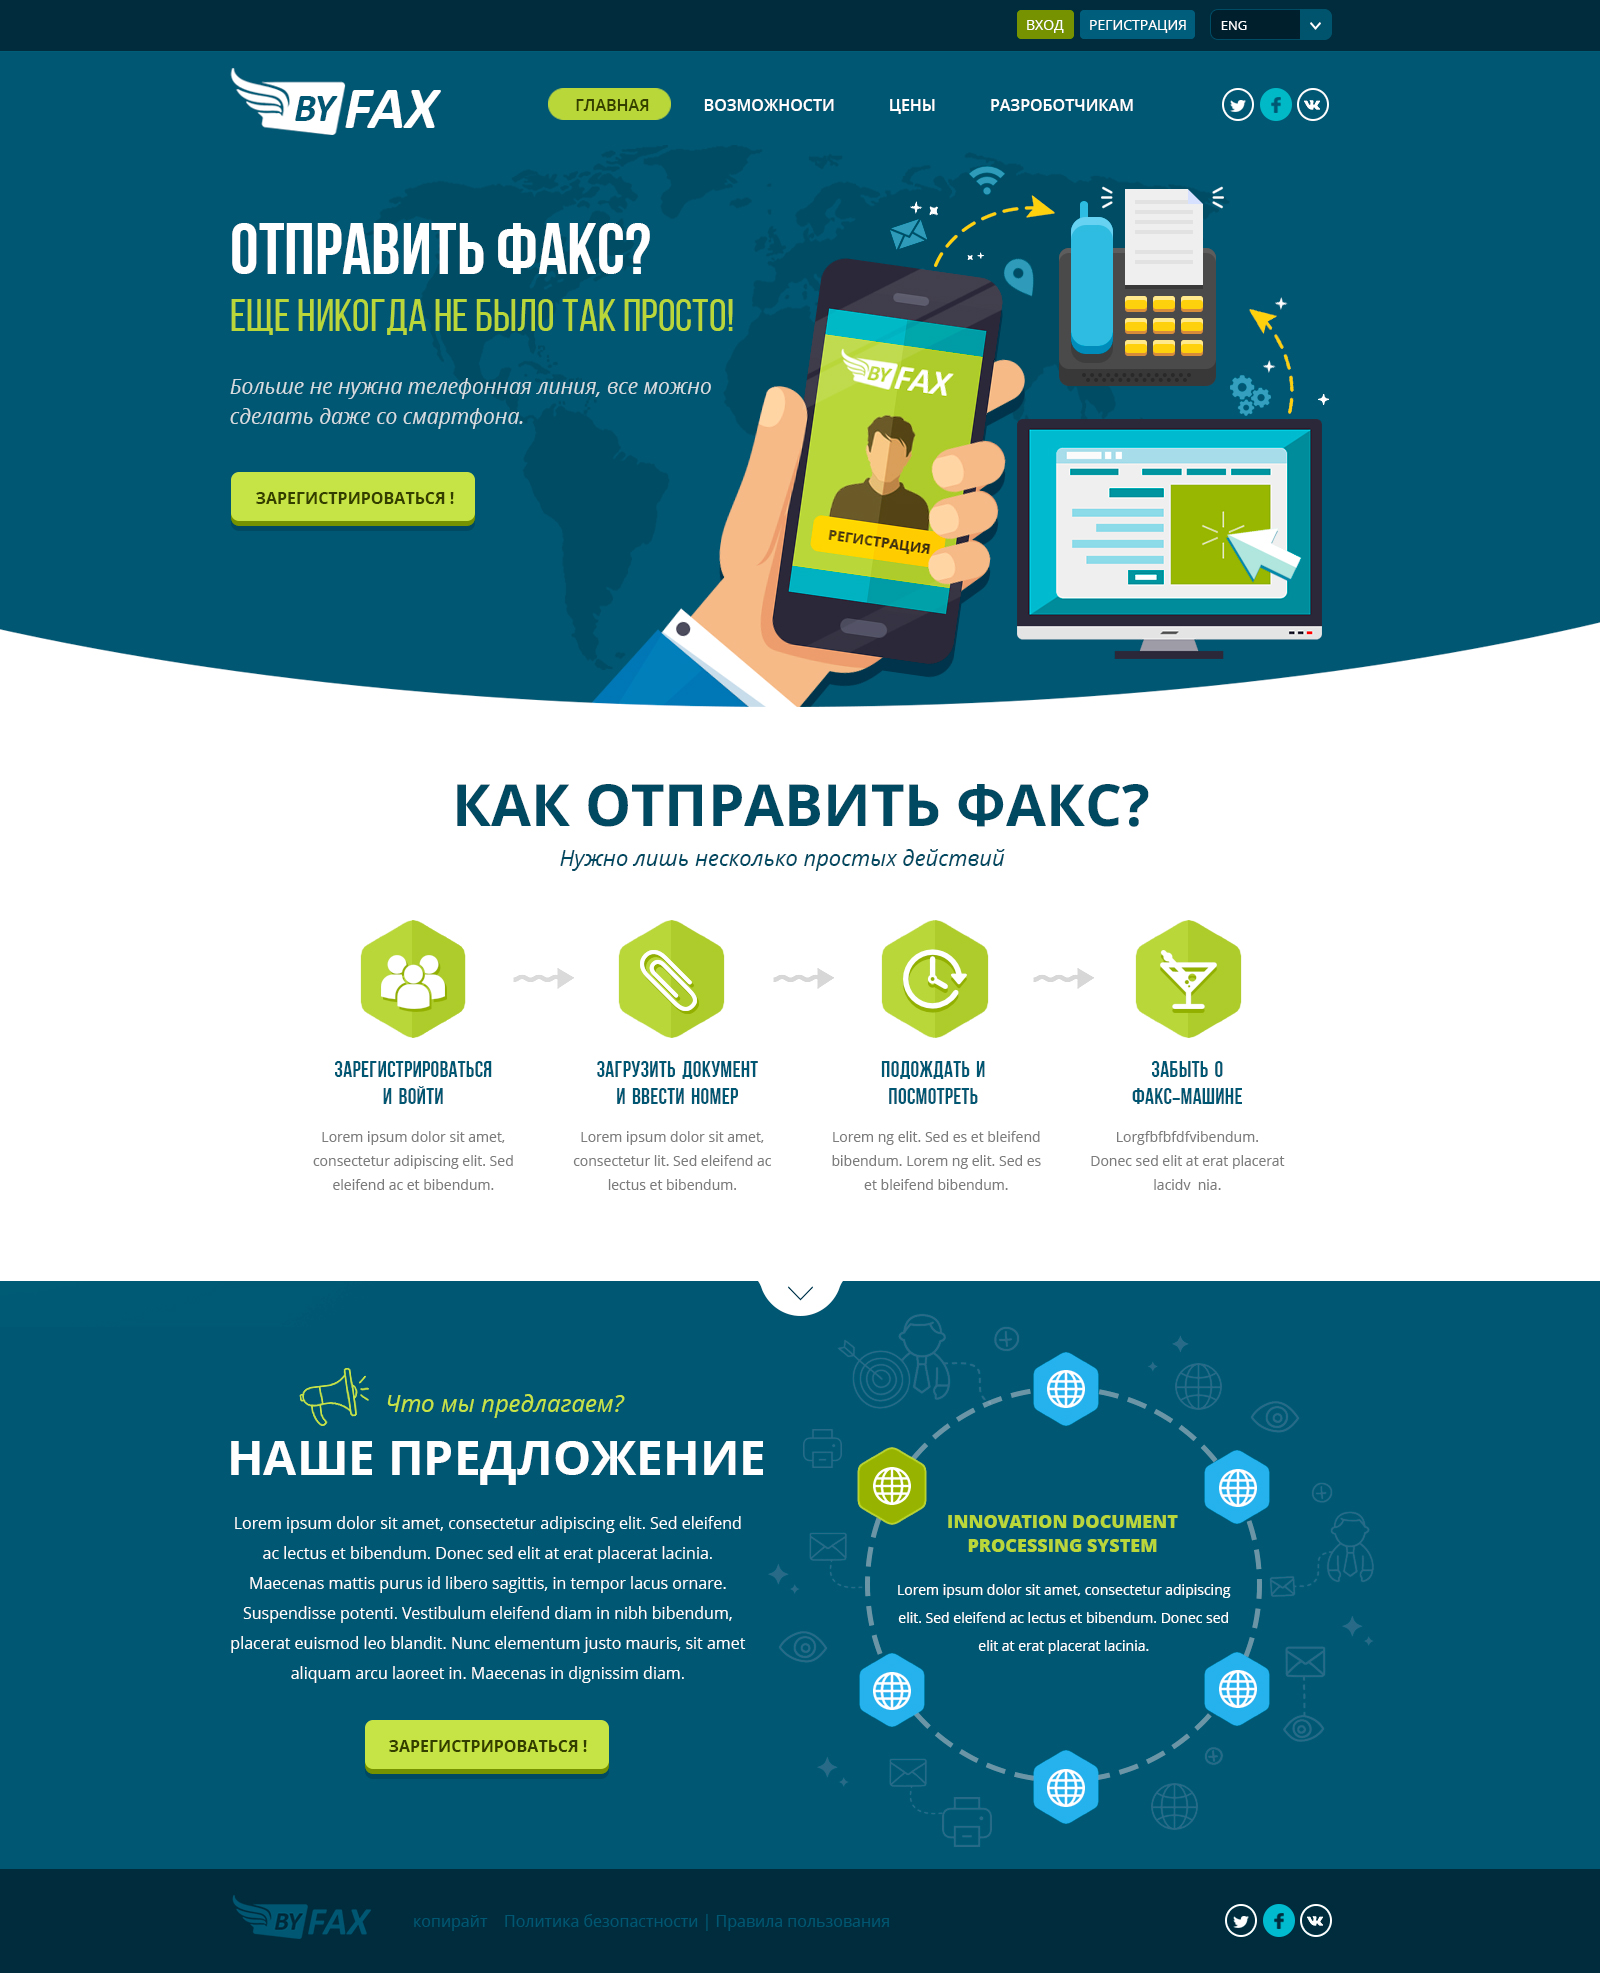 ВХОД
РЕГИСТРАЦИЯ
ENG
BY FAX
ГЛАВНАЯ
ВОЗМОЖНОСТИ
ЦЕНЫ
РАЗРОБОТЧИКАМ
ОТПРАВИТЬ ФАКС?
ЕЩЕ НИКОГДА НЕ БЫЛО ТАК ПРОСТО!
Больше не нужна телефонная линия, все можно
сделать даже со смартфона.
ЗАРЕГИСТРИРОВАТЬСЯ !
BY FAX
РЕГИСТРАЦИЯ
КАК ОТПРАВИТЬ ФАКС?
Нужно лишь несколько простых действий
ЗАРЕГИСТРИРОВАТЬСЯ
И ВОЙТИ
Lorem ipsum dolor sit amet,
consectetur adipiscing elit. Sed
eleifend ac et bibendum.
ЗАГРУЗИТЬ ДОКУМЕНТ
И ВВЕСТИ НОМЕР
Lorem ipsum dolor sit amet,
consectetur lit. Sed eleifend ac
lectus et bibendum.
ПОДОЖДАТЬ И
ПОСМОТРЕТЬ
Lorem ng elit. Sed es et bleifend
bibendum. Lorem ng elit. Sed es
et bleifend bibendum.
ЗАБЫТЬ О
ФАКС-МАШИНЕ
Lorgfbfbfdfvibendum.
Donec sed elit at erat placerat
lacidv nia.
Что мы предлагаем?
НАШЕ ПРЕДЛОЖЕНИЕ
Lorem ipsum dolor sit amet, consectetur adipiscing elit. Sed eleifend
ac lectus et bibendum. Donec sed elit at erat placerat lacinia.
Maecenas mattis purus id libero sagittis, in tempor lacus ornare.
Suspendisse potenti. Vestibulum eleifend diam in nibh bibendum,
placerat euismod leo blandit. Nunc elementum justo mauris, sit amet
aliquam arcu laoreet in. Maecenas in dignissim diam.
ЗАРЕГИСТРИРОВАТЬСЯ !
INNOVATION DOCUMENT
PROCESSING SYSTEM
Lorem ipsum dolor sit amet, consectetur adipiscing
elit. Sed eleifend ac lectus et bibendum. Donec sed
elit at erat placerat lacinia.
BY FAX
копирайт
Политика безопастности | Правила пользования